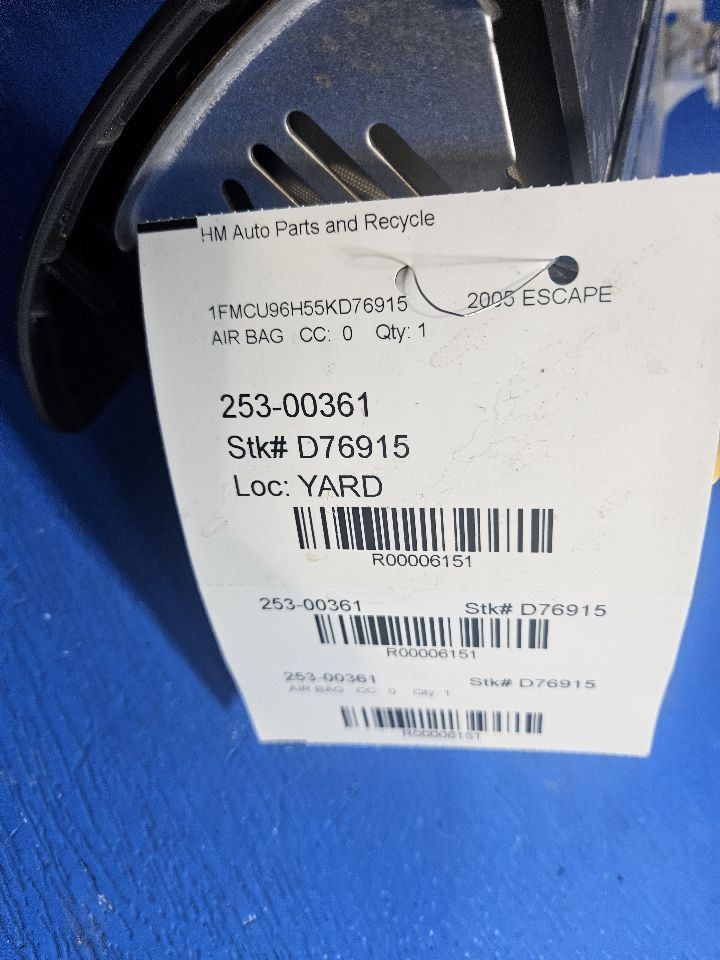 HM Auto Parts and Recycle
1FMCU96H55KD76915 2005 ESCAPE
AIR BAG CC: 0 Qty: 1
253-00361
Stk# D76915
Loc: YARD
R00006151
253-00361 Stk# D76915
R00006151
253-00361 Stk# D76915
AIR BAG CC: 0 Qty: 1
R00006151